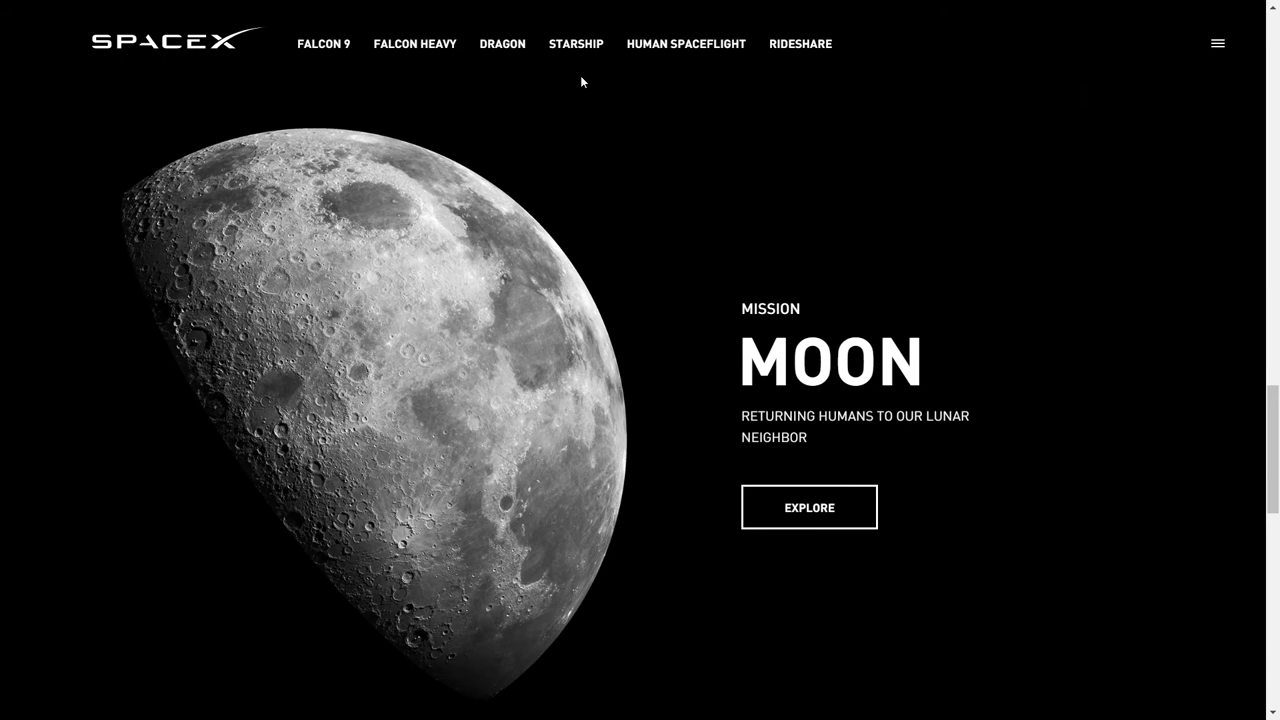 SPACEX
FALCON 9 FALCON HEAVY DRAGON STARSHIP HUMAN SPACEFLIGHT RIDESHARE
MISSION
MOON
RETURNING HUMANS TO OUR LUNAR
NEIGHBOR
EXPLORE